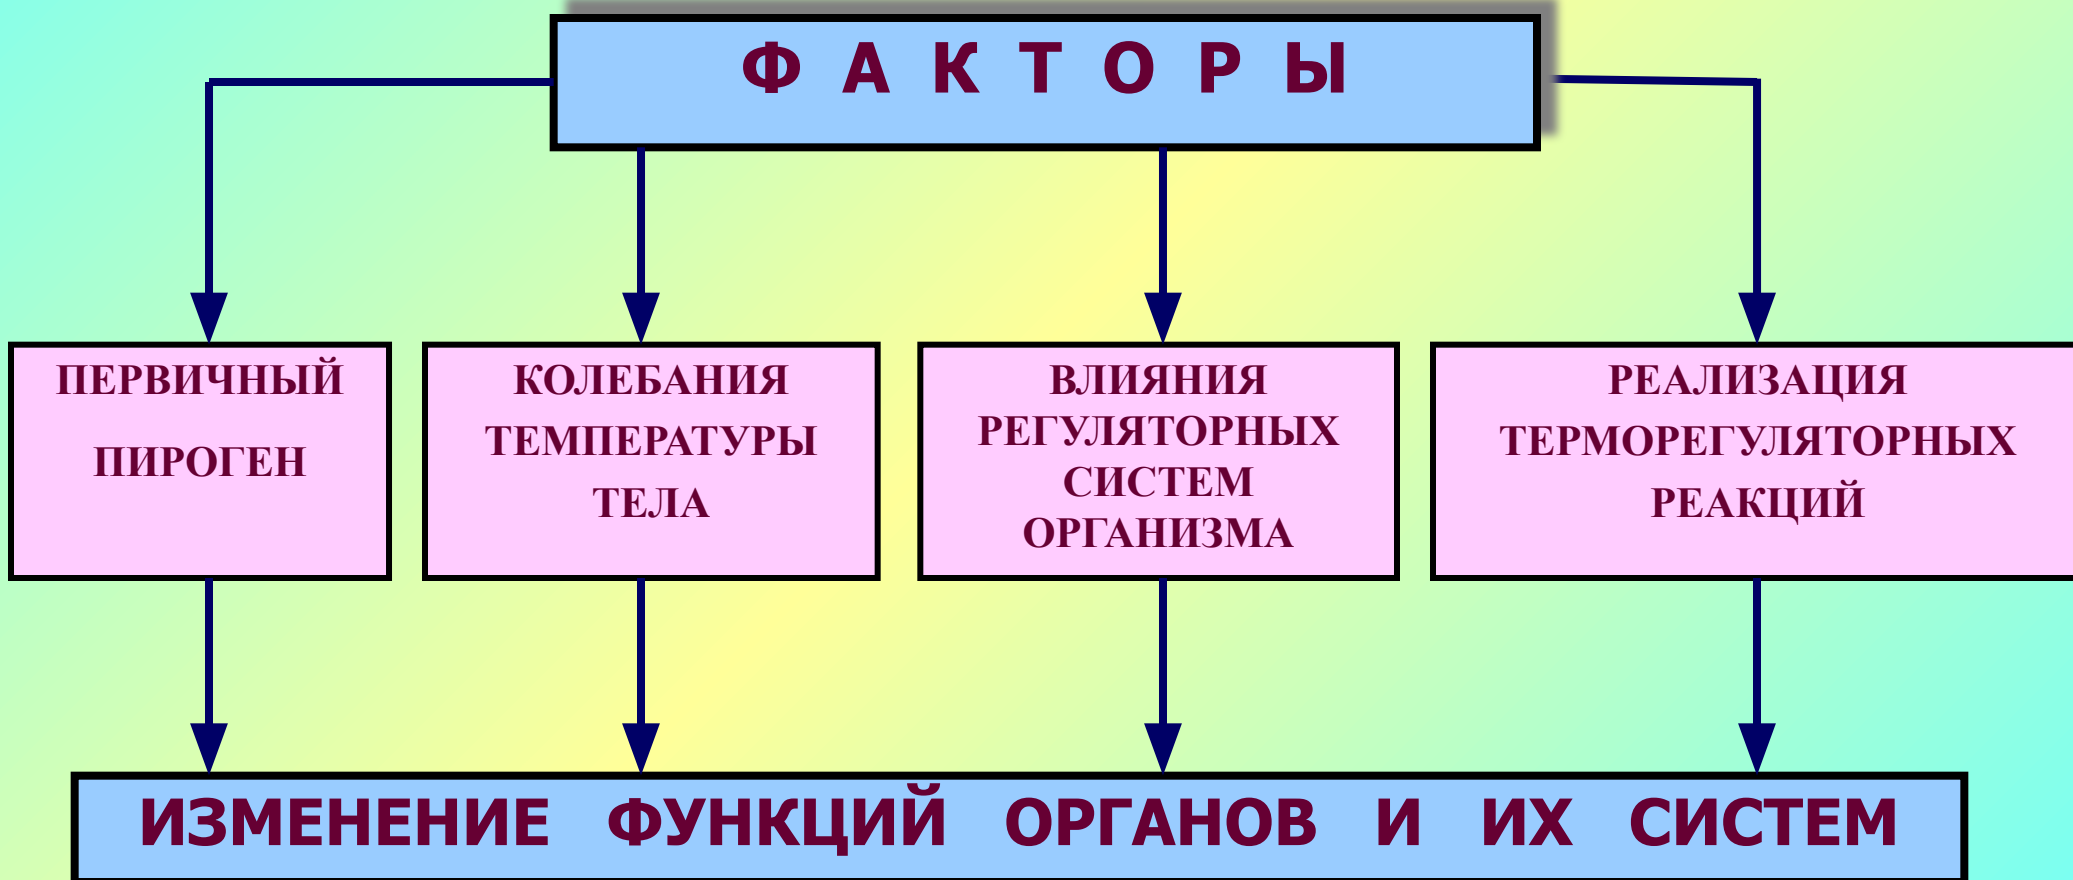 Ф А К Т О Р Ы
ПЕРВИЧНЫЙ
ПИРОГЕН
КОЛЕБАНИЯ
ТЕМПЕРАТУРЫ
ТЕЛА
ВЛИЯНИЯ
РЕГУЛЯТОРНЫХ
СИСТЕМ
ОРГАНИЗМА
РЕАЛИЗАЦИЯ
ТЕРМОРЕГУЛЯТОРНЫХ
РЕАКЦИЙ
ИЗМЕНЕНИЕ ФУНКЦИЙ ОРГАНОВ И ИХ СИСТЕМ